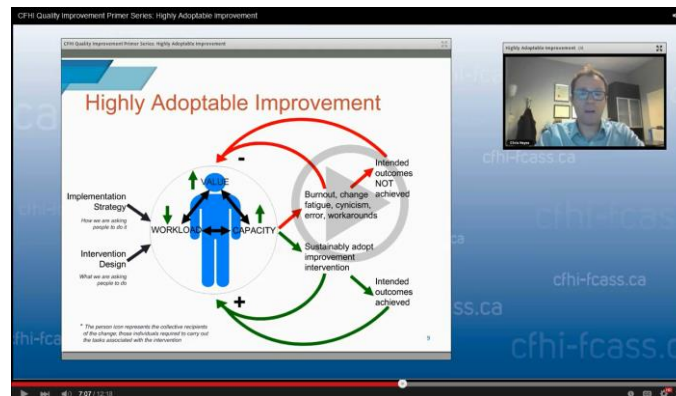 CFHI Quality Improvement Primer Series: Highly Adoptable Improvement
CFHI Quality Improvement Primer Series: Highly Adoptable Improvement
Highly Adoptable Improvement
Highly Adoptable Improvement
-
VALUE
WORKLOAD
CAPACITY
+
Implementation
Strategy
How we are asking
people to do it
Intervention
Design
What we are asking
people to do
Burnout, change
fatigue, cynicism,
error, workarounds
Intended
outcomes
NOT
achieved
Sustainably adopt
improvement
intervention
Intended
outcomes
achieved
* The person icon represents the collective recipients
of the change; those individuals required to carry out
the tasks associated with the intervention
9
Chris Hayes
cfhi-fcass.ca
cfhi-fcass.ca
cfhi-fcass.c
7:07 / 12:18